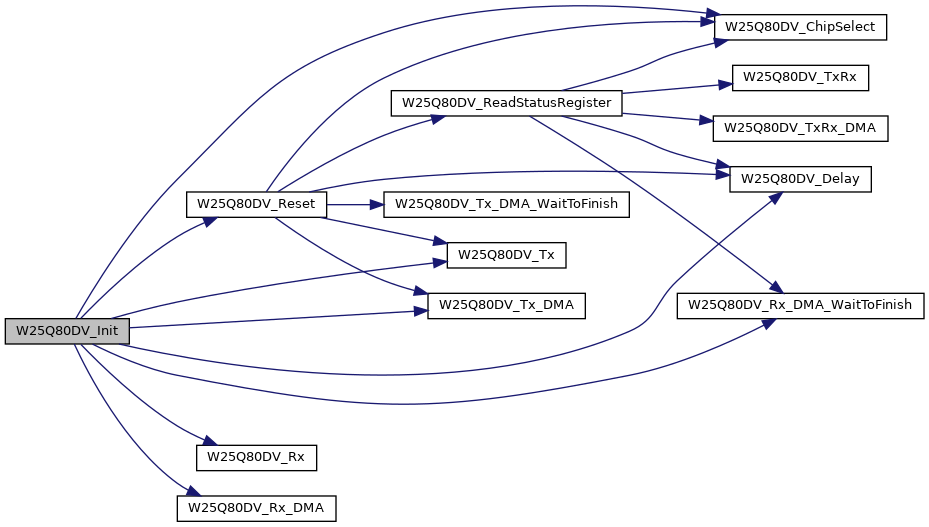 W25Q80DV_ChipSelect
W25Q80DV_TxRx
W25Q80DV_ReadStatusRegister
W25Q80DV_TxRx_DMA
W25Q80DV_Delay
W25Q80DV_Reset
W25Q80DV_Tx_DMA_WaitToFinish
W25Q80DV_Tx
W25Q80DV_Tx_DMA
W25Q80DV_Rx_DMA_WaitToFinish
W25Q80DV_Init
W25Q80DV_Rx
W25Q80DV_Rx_DMA